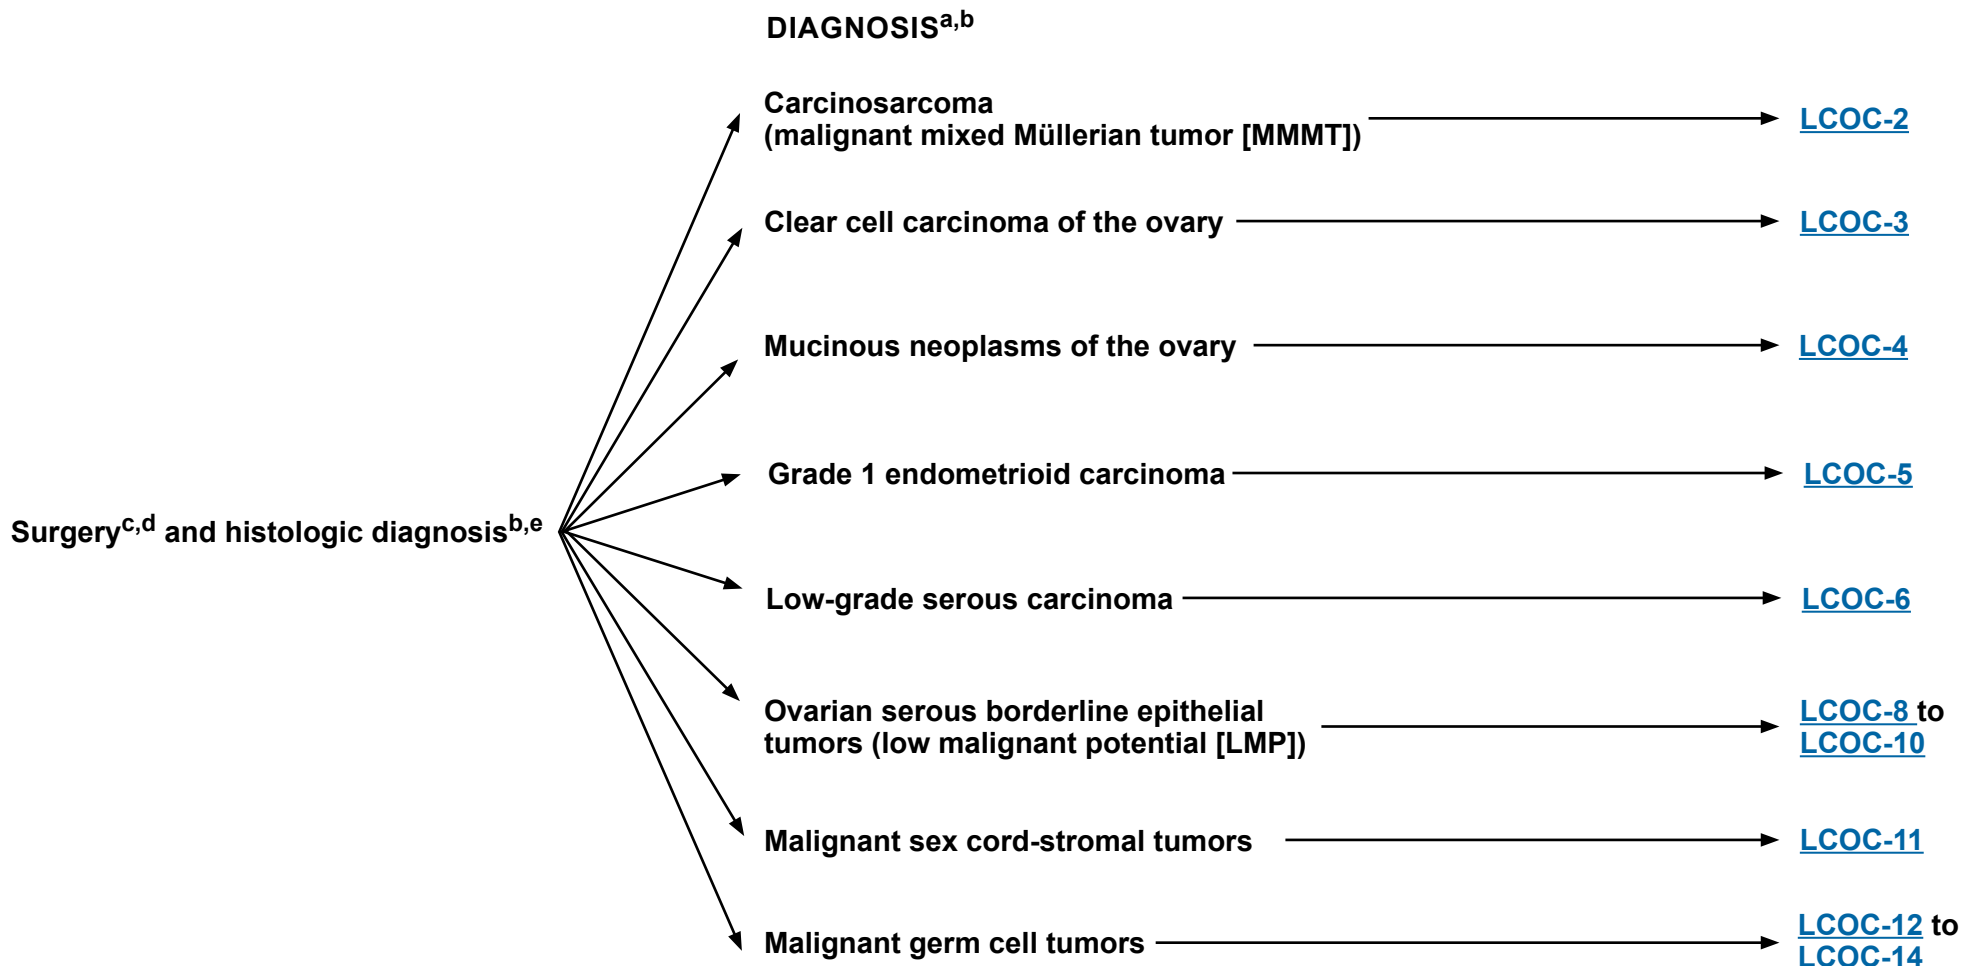 DIAGNOSISa,b
Carcinosarcoma
(malignant mixed Müllerian tumor [MMMT])
LCOC-2
Clear cell carcinoma of the ovary
LCOC-3
Mucinous neoplasms of the ovary
LCOC-4
Grade 1 endometrioid carcinoma
LCOC-5
Surgeryc,d and histologic diagnosisb,e
Low-grade serous carcinoma
LCOC-6
Ovarian serous borderline epithelial
tumors (low malignant potential [LMP])
LCOC-8 to
LCOC-10
Malignant sex cord-stromal tumors
LCOC-11
Malignant germ cell tumors
LCOC-12 to
LCOC-14